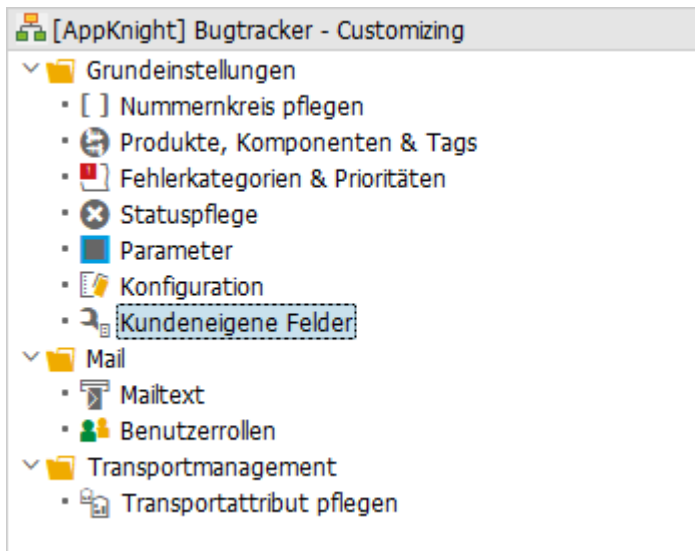 [AppKnight] Bugtracker - Customizing
Grundeinstellungen
[ ] Nummernkreis pflegen
Produkte, Komponenten & Tags
Fehlerkategorien & Prioritäten
Statuspflege
Parameter
Konfiguration
Kundeneigene Felder
Mail
Mailtext
Benutzerrollen
Transportmanagement
Transportattribut pflegen